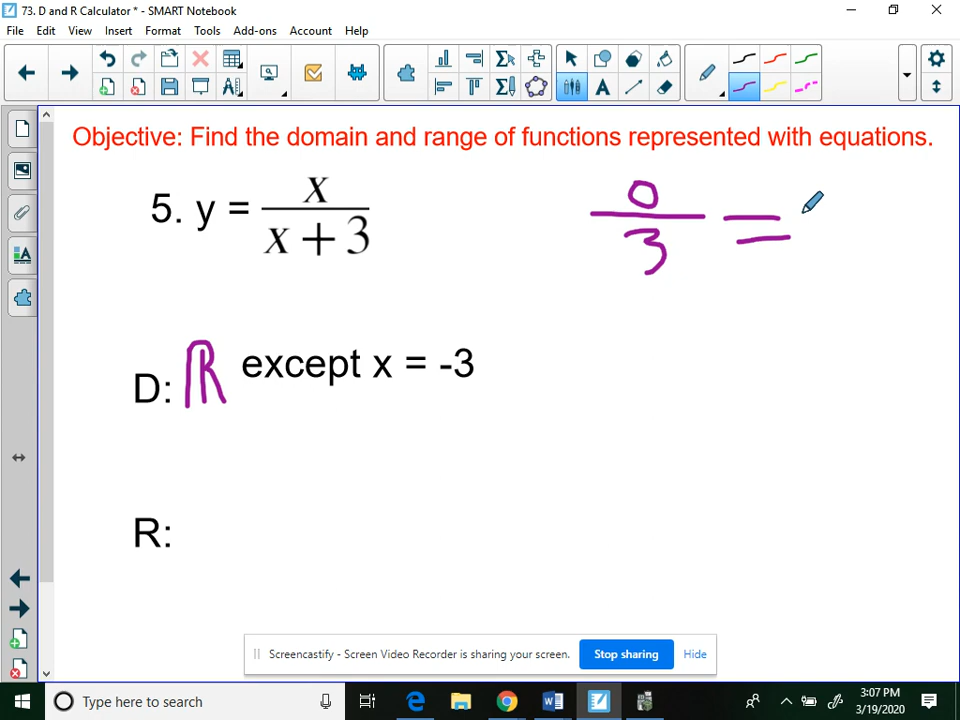 73. D and R Calculator * - SMART Notebook
File Edit View Insert Format Tools Add-ons Account Help
Objective: Find the domain and range of functions represented with equations.
5. y = x / (x + 3)
0 / 3 =
D: ℝ except x = -3
R:
Screencastify - Screen Video Recorder is sharing your screen. Stop sharing Hide
Type here to search
3:07 PM
3/19/2020